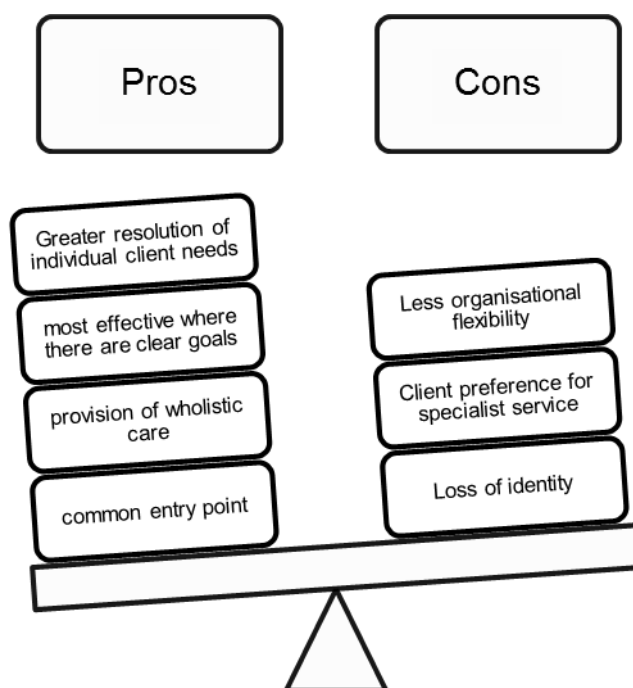 Pros
Cons
Greater resolution of
individual client needs
most effective where
there are clear goals
provision of wholistic
care
common entry point
Less organisational
flexibility
Client preference for
specialist service
Loss of identity